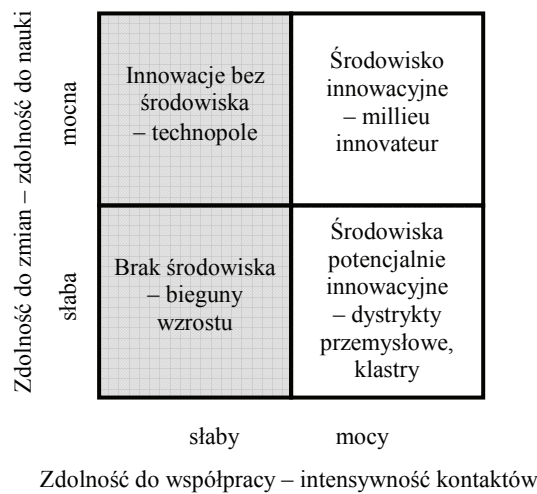 Zdolność do zmian – zdolność do nauki
mocna
słaba
Innowacje bez
środowiska
– technopole
Środowisko
innowacyjne
– millieu
innovateur
Brak środowiska
– bieguny
wzrostu
Środowiska
potencjalnie
innowacyjne
– dystrykty
przemysłowe,
klastry
słaby
mocy
Zdolność do współpracy – intensywność kontaktów